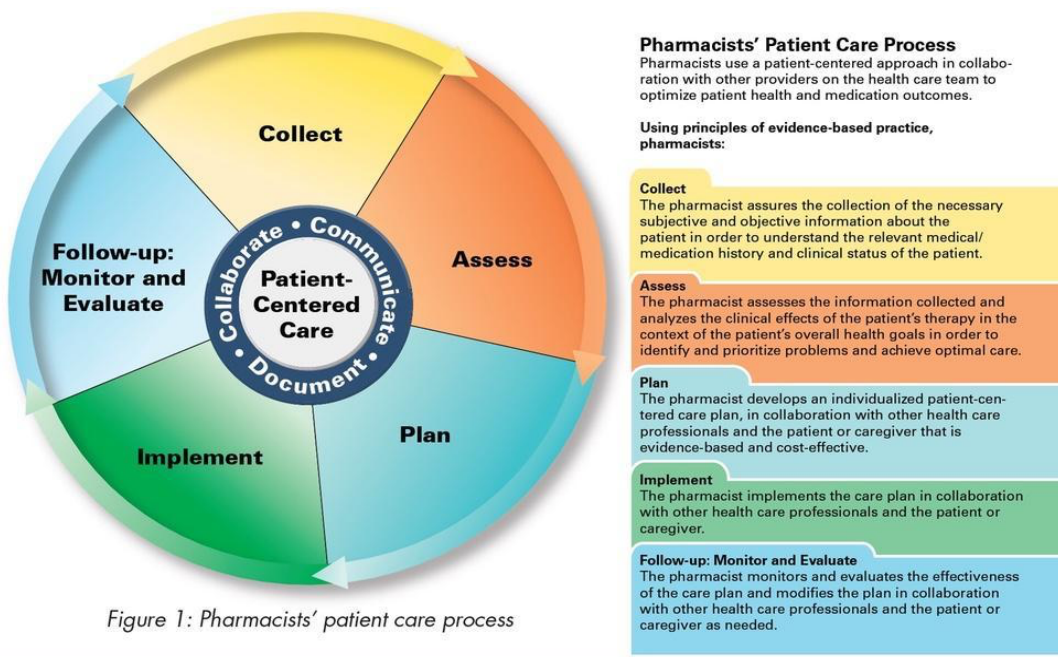 Collect
Assess
Plan
Implement
Follow-up:
Monitor and
Evaluate
Collaborate • Communicate • Document •
Patient-
Centered
Care
Figure 1: Pharmacists’ patient care process
Pharmacists’ Patient Care Process
Pharmacists use a patient-centered approach in collabo-
ration with other providers on the health care team to
optimize patient health and medication outcomes.
Using principles of evidence-based practice,
pharmacists:
Collect
The pharmacist assures the collection of the necessary
subjective and objective information about the
patient in order to understand the relevant medical/
medication history and clinical status of the patient.
Assess
The pharmacist assesses the information collected and
analyzes the clinical effects of the patient’s therapy in the
context of the patient’s overall health goals in order to
identify and prioritize problems and achieve optimal care.
Plan
The pharmacist develops an individualized patient-cen-
tered care plan, in collaboration with other health care
professionals and the patient or caregiver that is
evidence-based and cost-effective.
Implement
The pharmacist implements the care plan in collaboration
with other health care professionals and the patient or
caregiver.
Follow-up: Monitor and Evaluate
The pharmacist monitors and evaluates the effectiveness
of the care plan and modifies the plan in collaboration
with other health care professionals and the patient or
caregiver as needed.